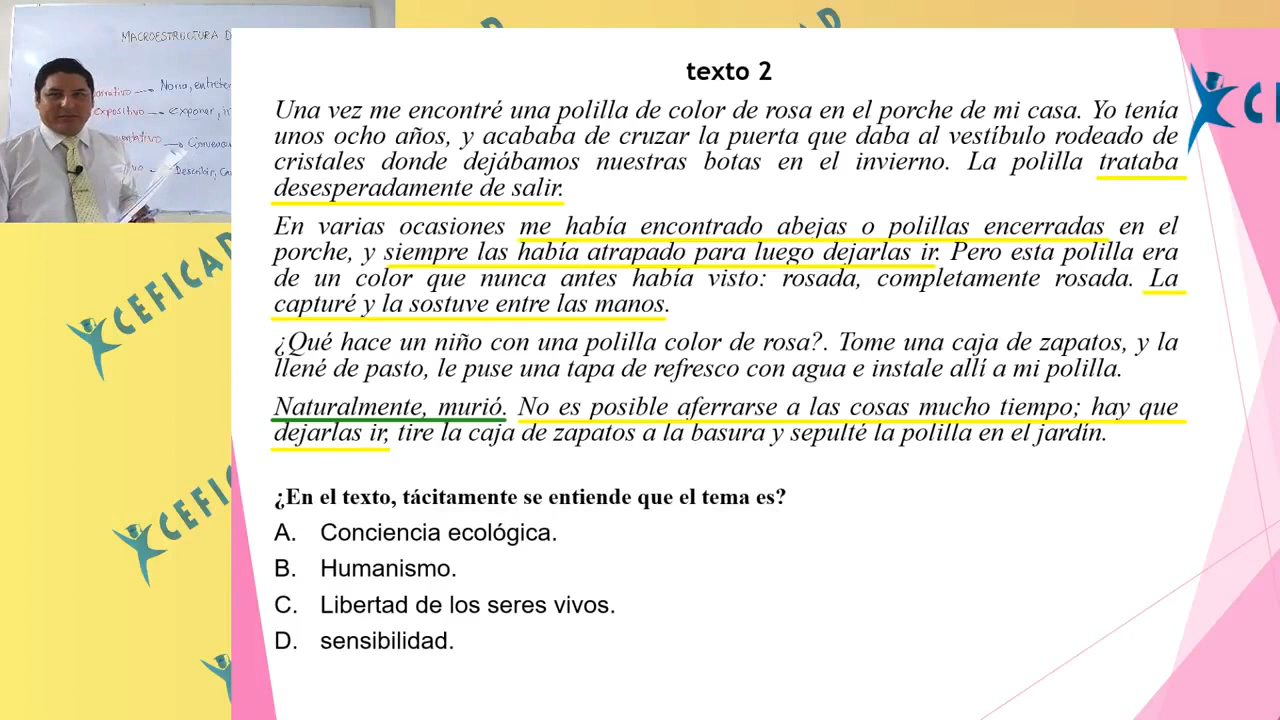 MACROESTRUCTURA D
Narra, entreten
expositivo → exponer, in
Describir, Ca
texto 2
Una vez me encontré una polilla de color de rosa en el porche de mi casa. Yo tenía
unos ocho años, y acababa de cruzar la puerta que daba al vestíbulo rodeado de
cristales donde dejábamos nuestras botas en el invierno. La polilla trataba
desesperadamente de salir.
En varias ocasiones me había encontrado abejas o polillas encerradas en el
porche, y siempre las había atrapado para luego dejarlas ir. Pero esta polilla era
de un color que nunca antes había visto: rosada, completamente rosada. La
capturé y la sostuve entre las manos.
¿Qué hace un niño con una polilla color de rosa?. Tome una caja de zapatos, y la
llené de pasto, le puse una tapa de refresco con agua e instale allí a mi polilla.
Naturalmente, murió. No es posible aferrarse a las cosas mucho tiempo; hay que
dejarlas ir, tire la caja de zapatos a la basura y sepulté la polilla en el jardín.
¿En el texto, tácitamente se entiende que el tema es?
A. Conciencia ecológica.
B. Humanismo.
C. Libertad de los seres vivos.
D. sensibilidad.
CEFICAD
CEFI
C
CAD